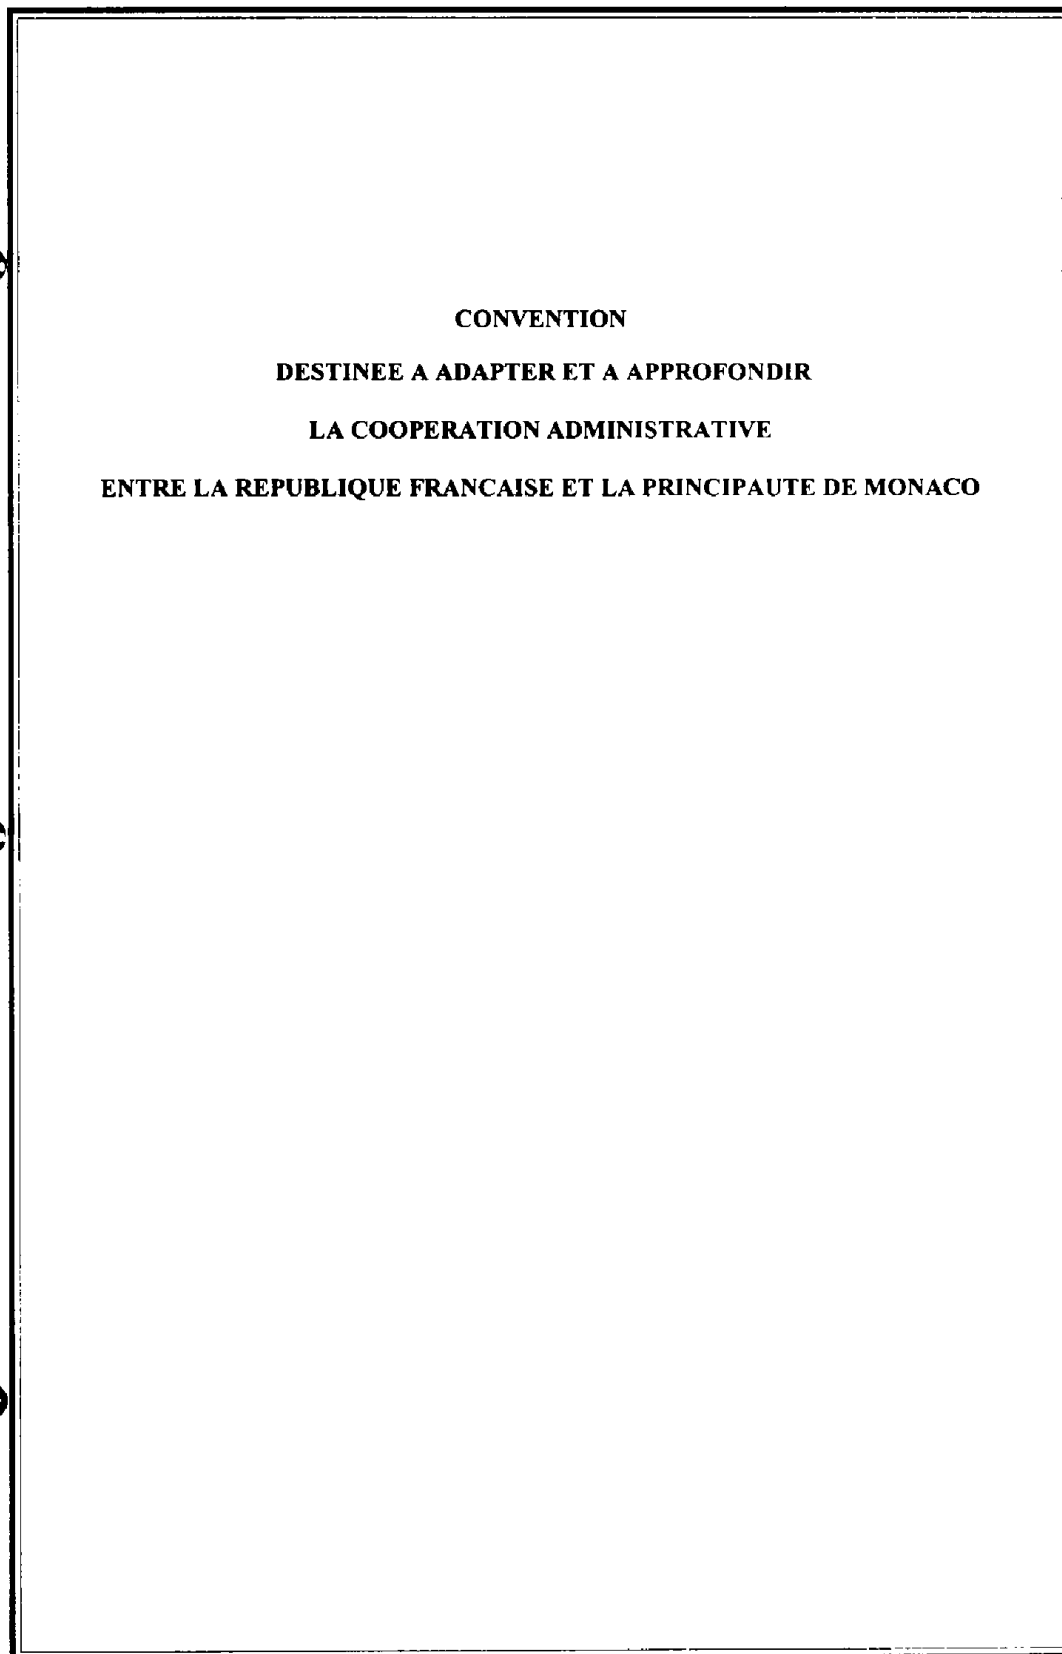 CONVENTION
DESTINEE A ADAPTER ET A APPROFONDIR
LA COOPERATION ADMINISTRATIVE
ENTRE LA REPUBLIQUE FRANCAISE ET LA PRINCIPAUTE DE MONACO